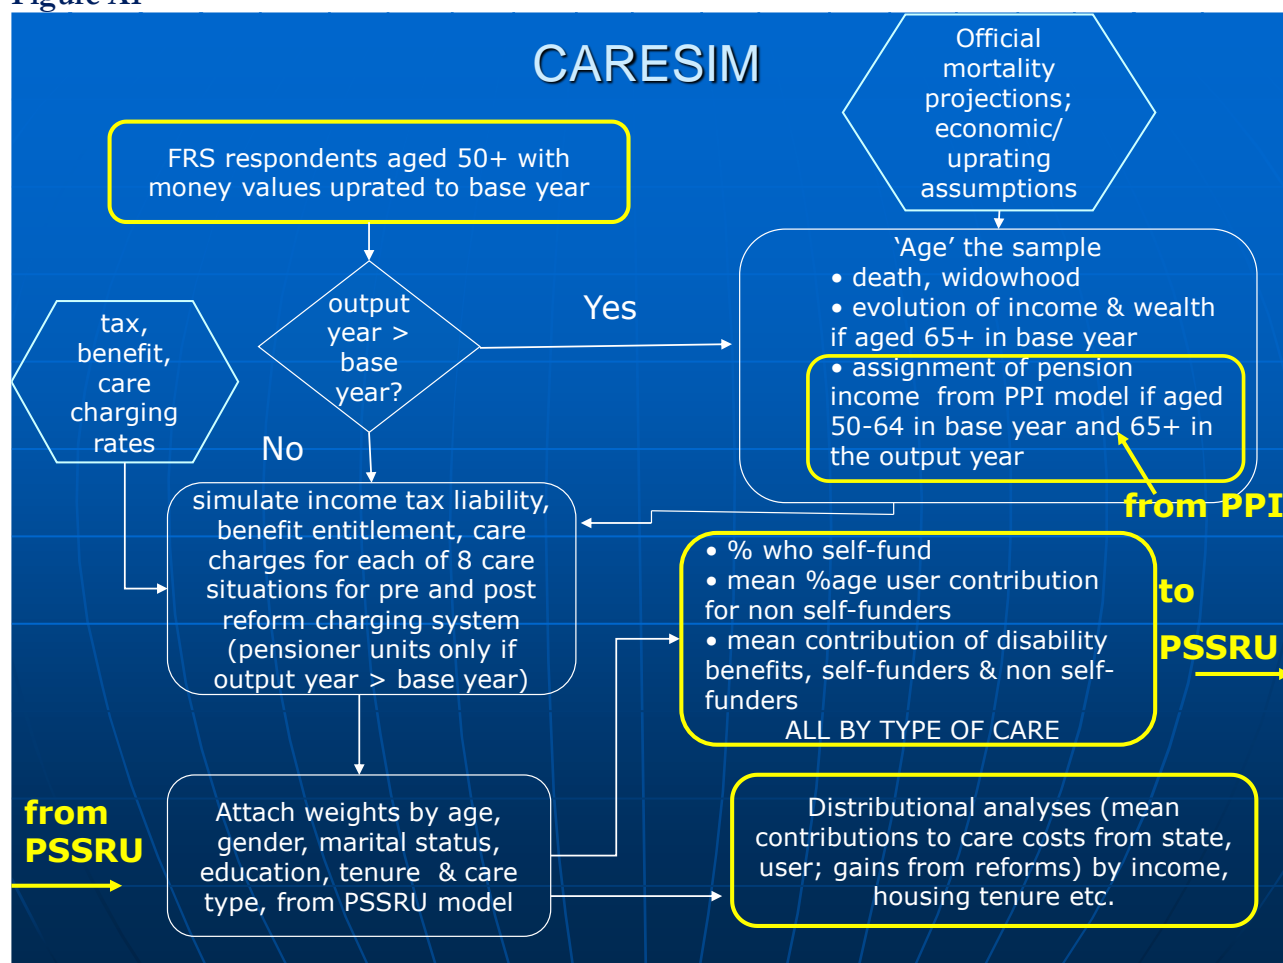 Figure A1
CARESIM
Official
mortality
projections;
economic/
uprating
assumptions
FRS respondents aged 50+ with
money values uprated to base year
output
year >
base
year?
Yes
No
‘Age’ the sample
• death, widowhood
• evolution of income & wealth
if aged 65+ in base year
• assignment of pension
income from PPI model if aged
50-64 in base year and 65+ in
the output year
from PPI
tax,
benefit,
care
charging
rates
simulate income tax liability,
benefit entitlement, care
charges for each of 8 care
situations for pre and post
reform charging system
(pensioner units only if
output year > base year)
• % who self-fund
• mean %age user contribution
for non self-funders
• mean contribution of disability
benefits, self-funders & non self-
funders
ALL BY TYPE OF CARE
to
PSSRU
from
PSSRU
Attach weights by age,
gender, marital status,
education, tenure & care
type, from PSSRU model
Distributional analyses (mean
contributions to care costs from state,
user; gains from reforms) by income,
housing tenure etc.